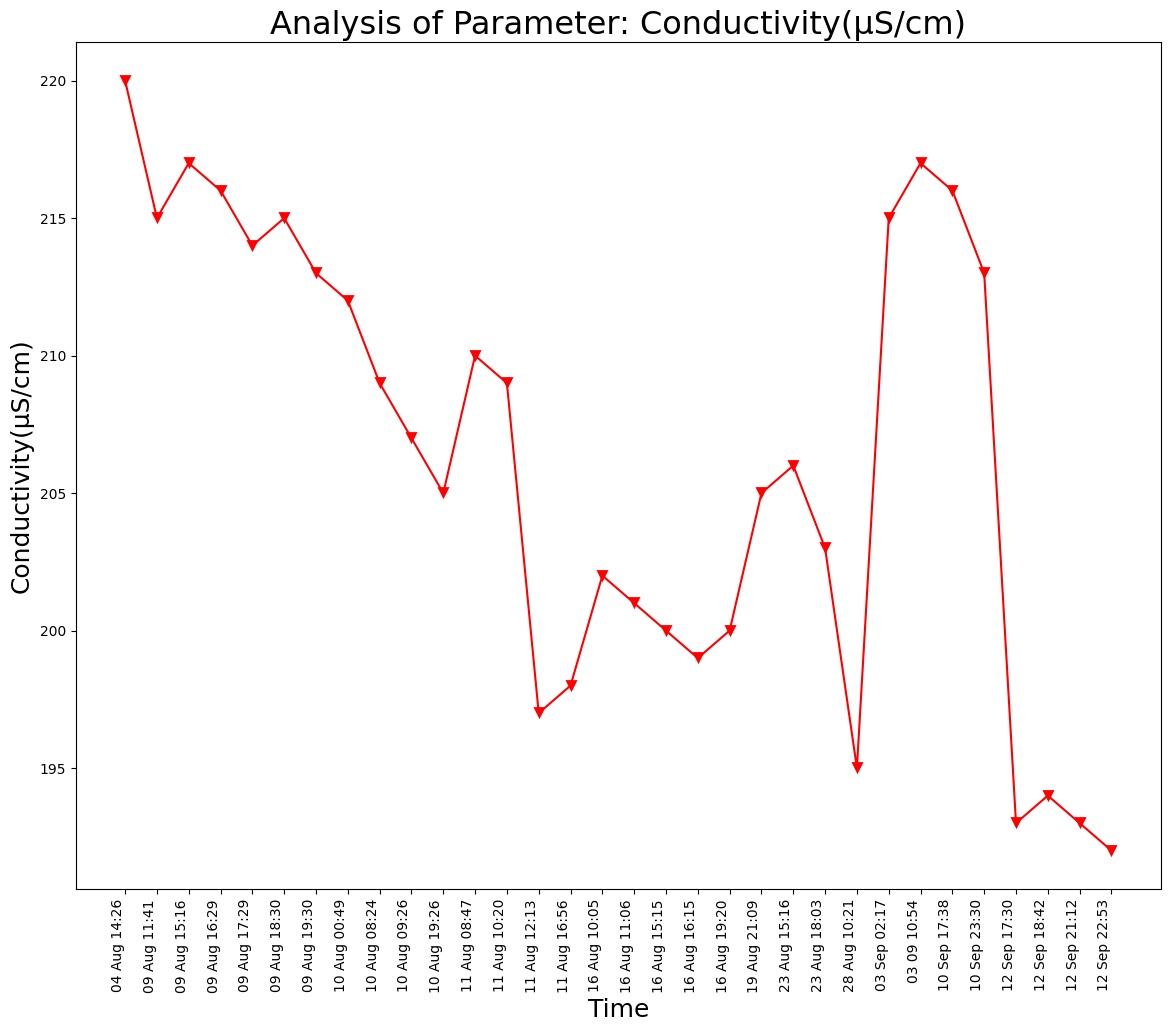 Analysis of Parameter: Conductivity(µS/cm)
Conductivity(µS/cm)
220
215
210
205
200
195
04 Aug 14:26
09 Aug 11:41
09 Aug 15:16
09 Aug 16:29
09 Aug 17:29
09 Aug 18:30
09 Aug 19:30
10 Aug 00:49
10 Aug 08:24
10 Aug 09:26
10 Aug 19:26
11 Aug 08:47
11 Aug 10:20
11 Aug 12:13
11 Aug 16:56
16 Aug 10:05
16 Aug 11:06
16 Aug 15:15
16 Aug 16:15
16 Aug 19:20
19 Aug 21:09
23 Aug 15:16
23 Aug 18:03
28 Aug 10:21
03 Sep 02:17
03 09 10:54
10 Sep 17:38
10 Sep 23:30
12 Sep 17:30
12 Sep 18:42
12 Sep 21:12
12 Sep 22:53
Time